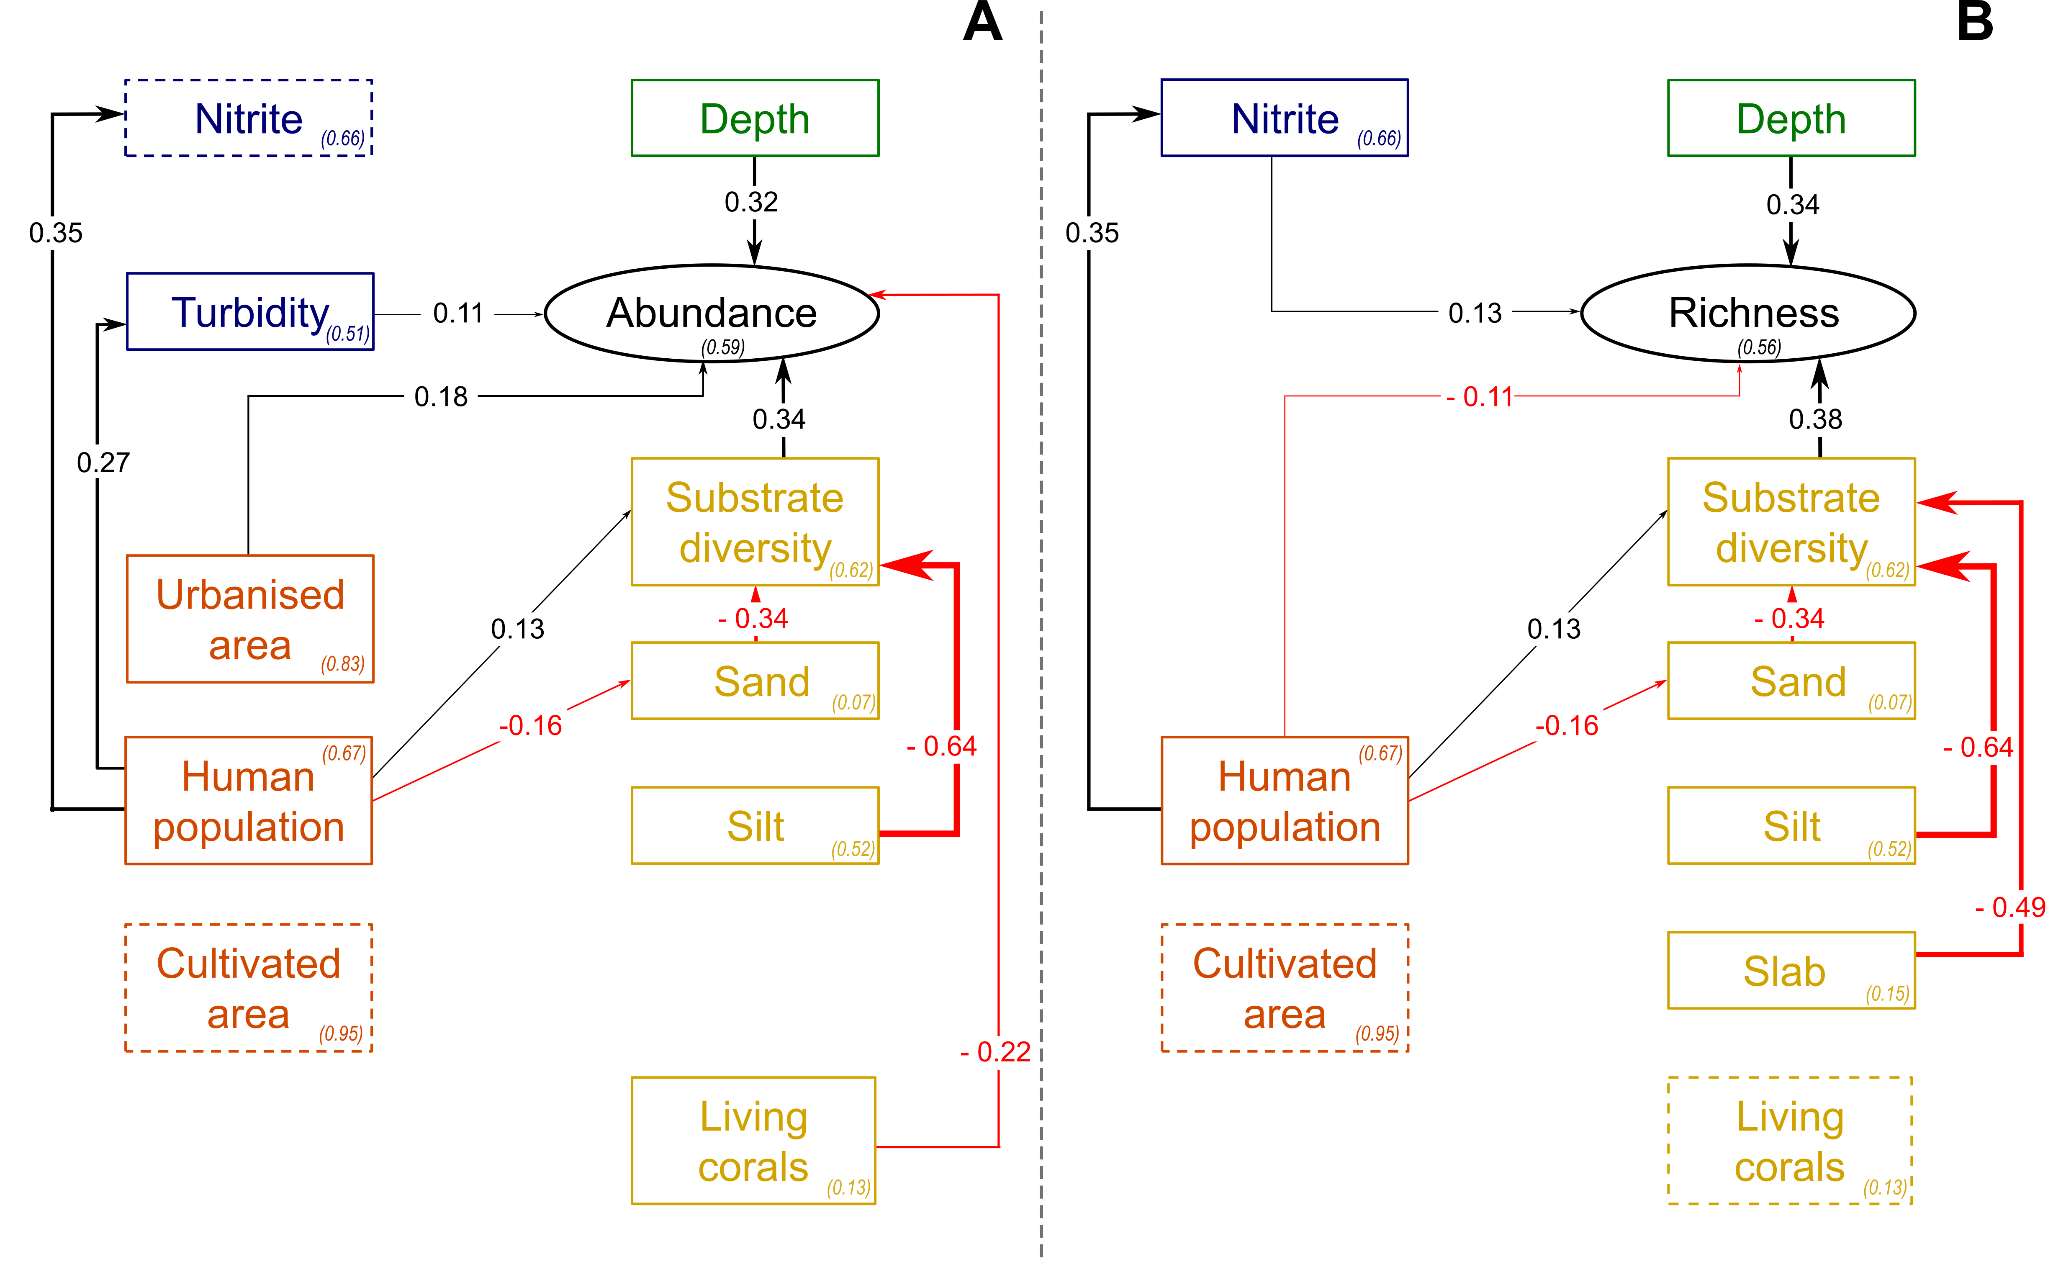 A
Nitrite
(0.66)
Depth
0.32
0.35
Turbidity
(0.51)
0.11
Abundance
(0.59)
0.18
0.34
0.27
Substrate
diversity
(0.62)
Urbanised
area
(0.83)
0.13
- 0.34
Sand
(0.07)
-0.16
- 0.64
(0.67)
Human
population
Silt
(0.52)
Cultivated
area
(0.95)
- 0.22
Living
corals
(0.13)
B
Nitrite
(0.66)
Depth
0.34
0.35
0.13
Richness
(0.56)
- 0.11
0.38
Substrate
diversity
(0.62)
0.13
- 0.34
Sand
(0.07)
-0.16
- 0.64
(0.67)
Human
population
Silt
(0.52)
- 0.49
Cultivated
area
(0.95)
Slab
(0.15)
Living
corals
(0.13)